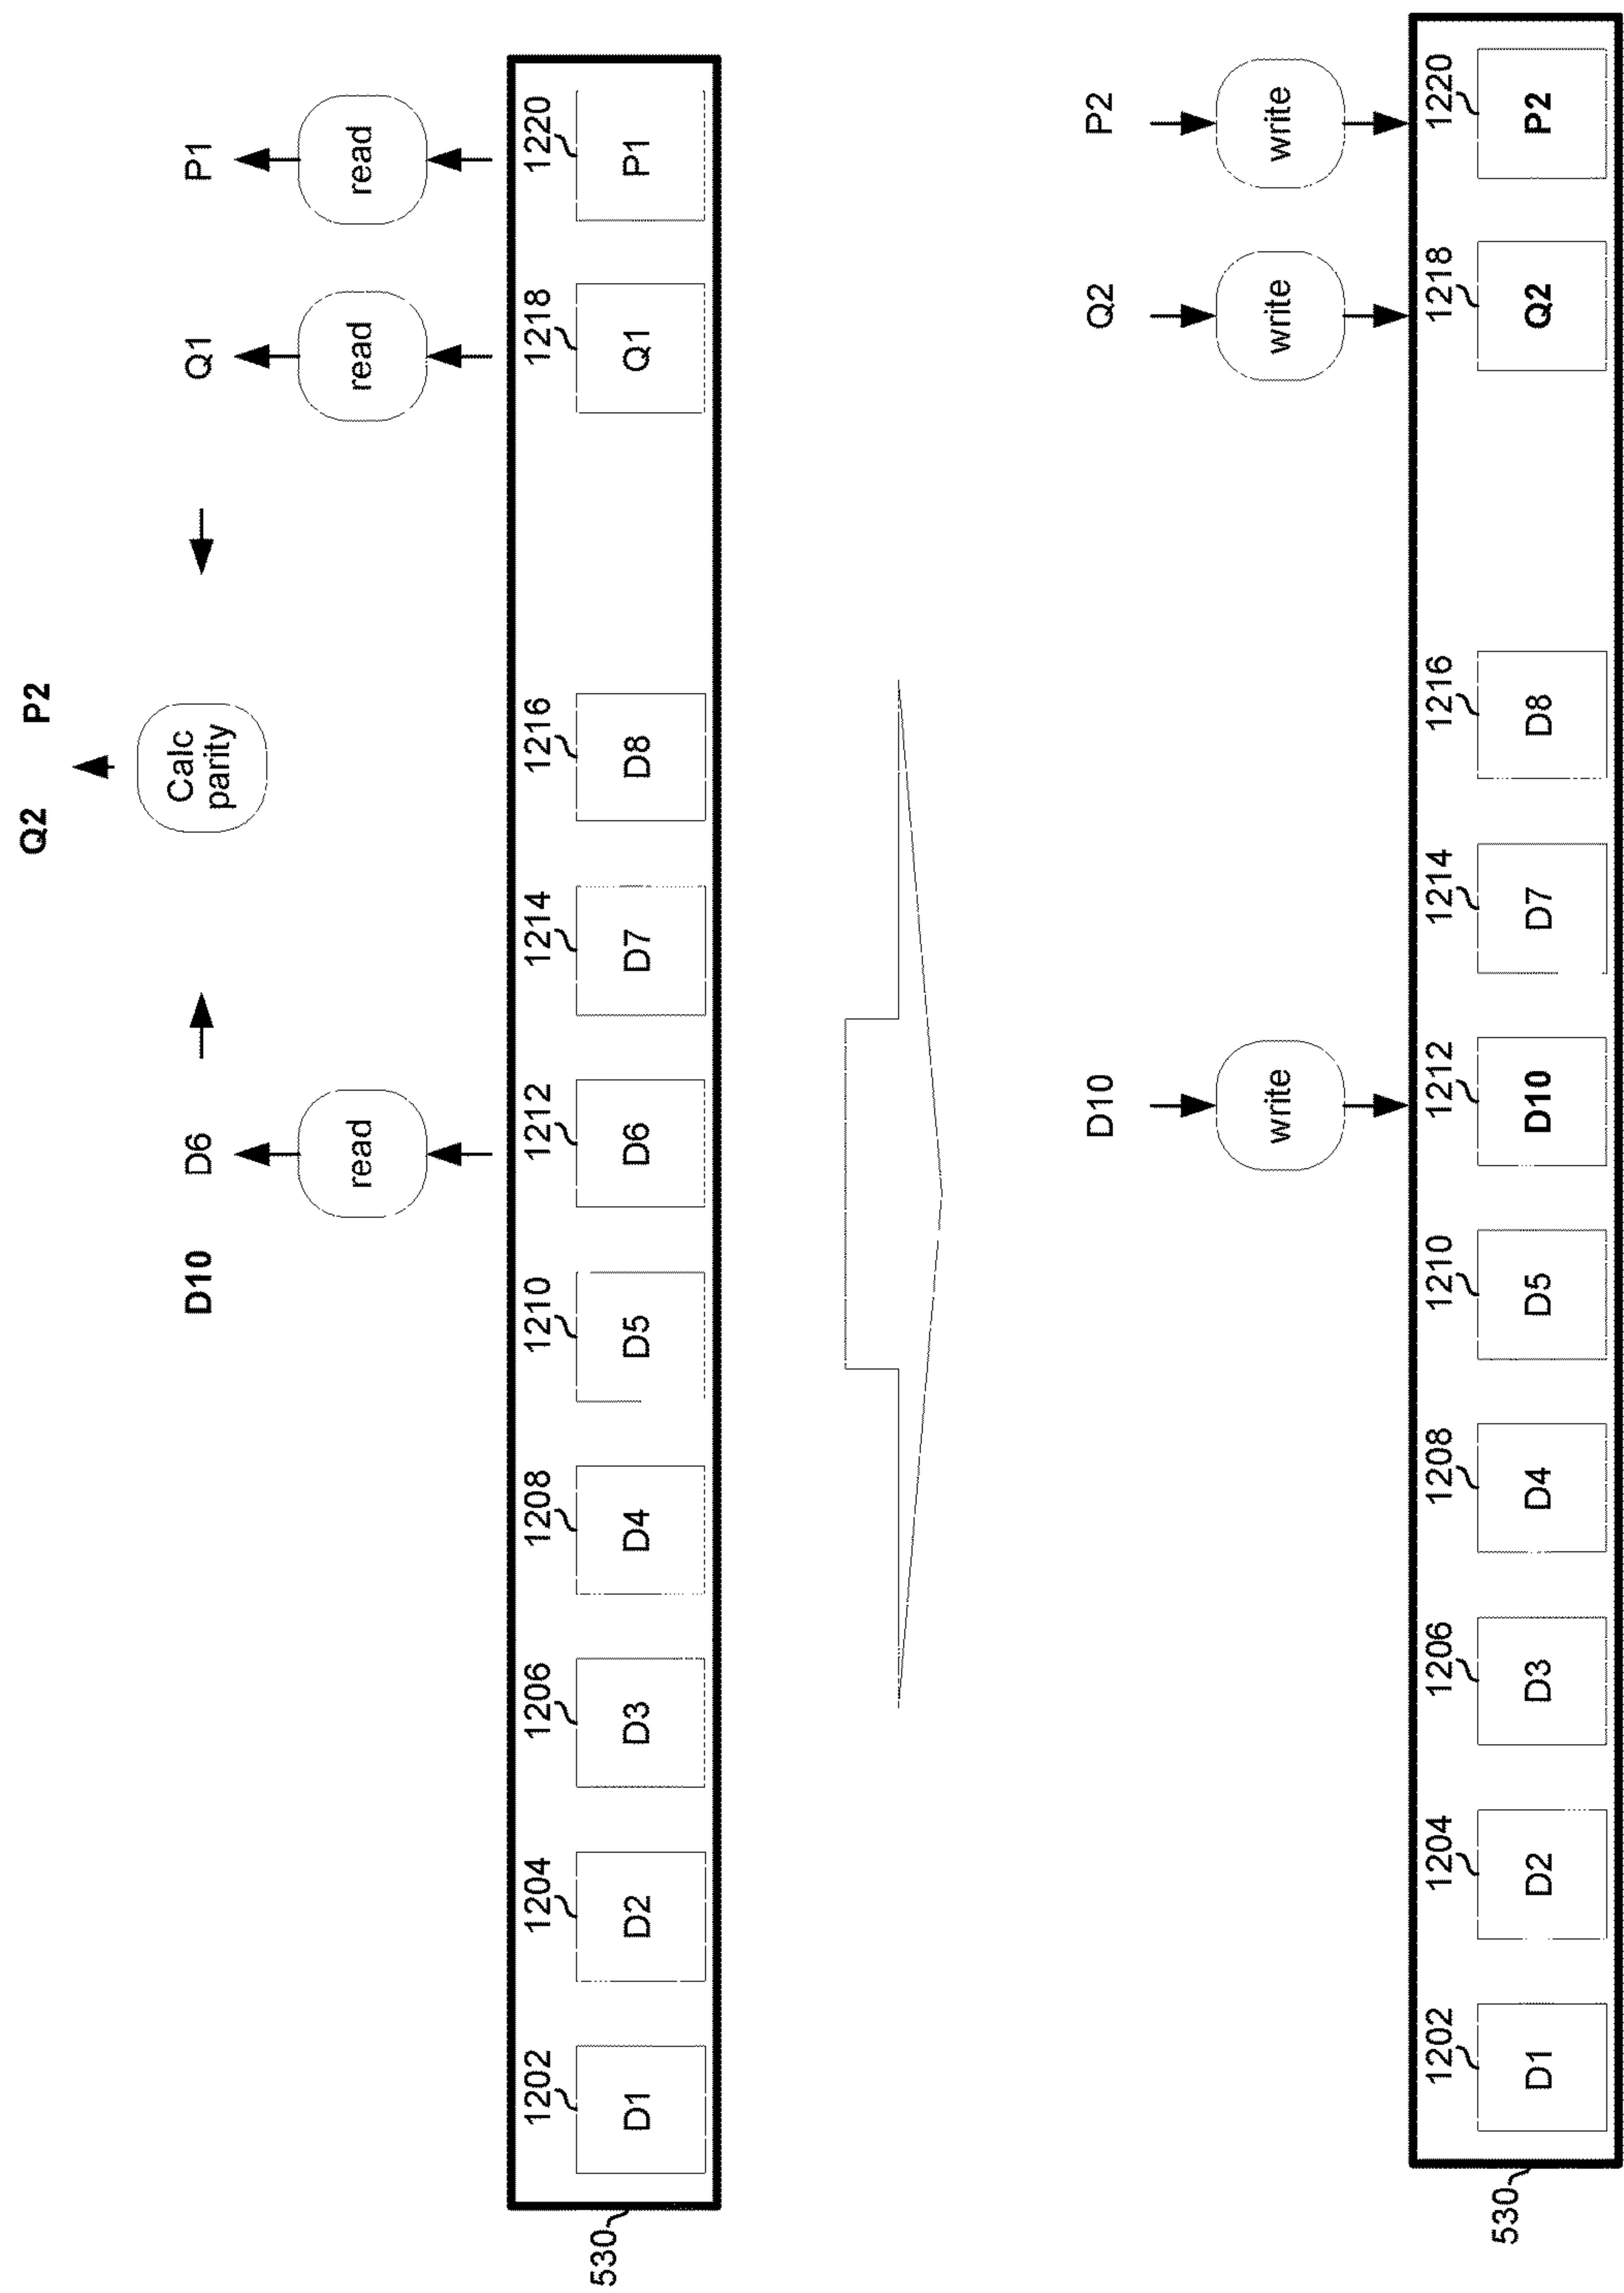 Q2 P2
Calc
parity
D10 D6 Q1 P1
read read read
1202 1204 1206 1208 1210 1212 1214 1216 1218 1220
D1 D2 D3 D4 D5 D6 D7 D8 Q1 P1
530
D10 Q2 P2
write write write
1202 1204 1206 1208 1210 1212 1214 1216 1218 1220
D1 D2 D3 D4 D5 D10 D7 D8 Q2 P2
530